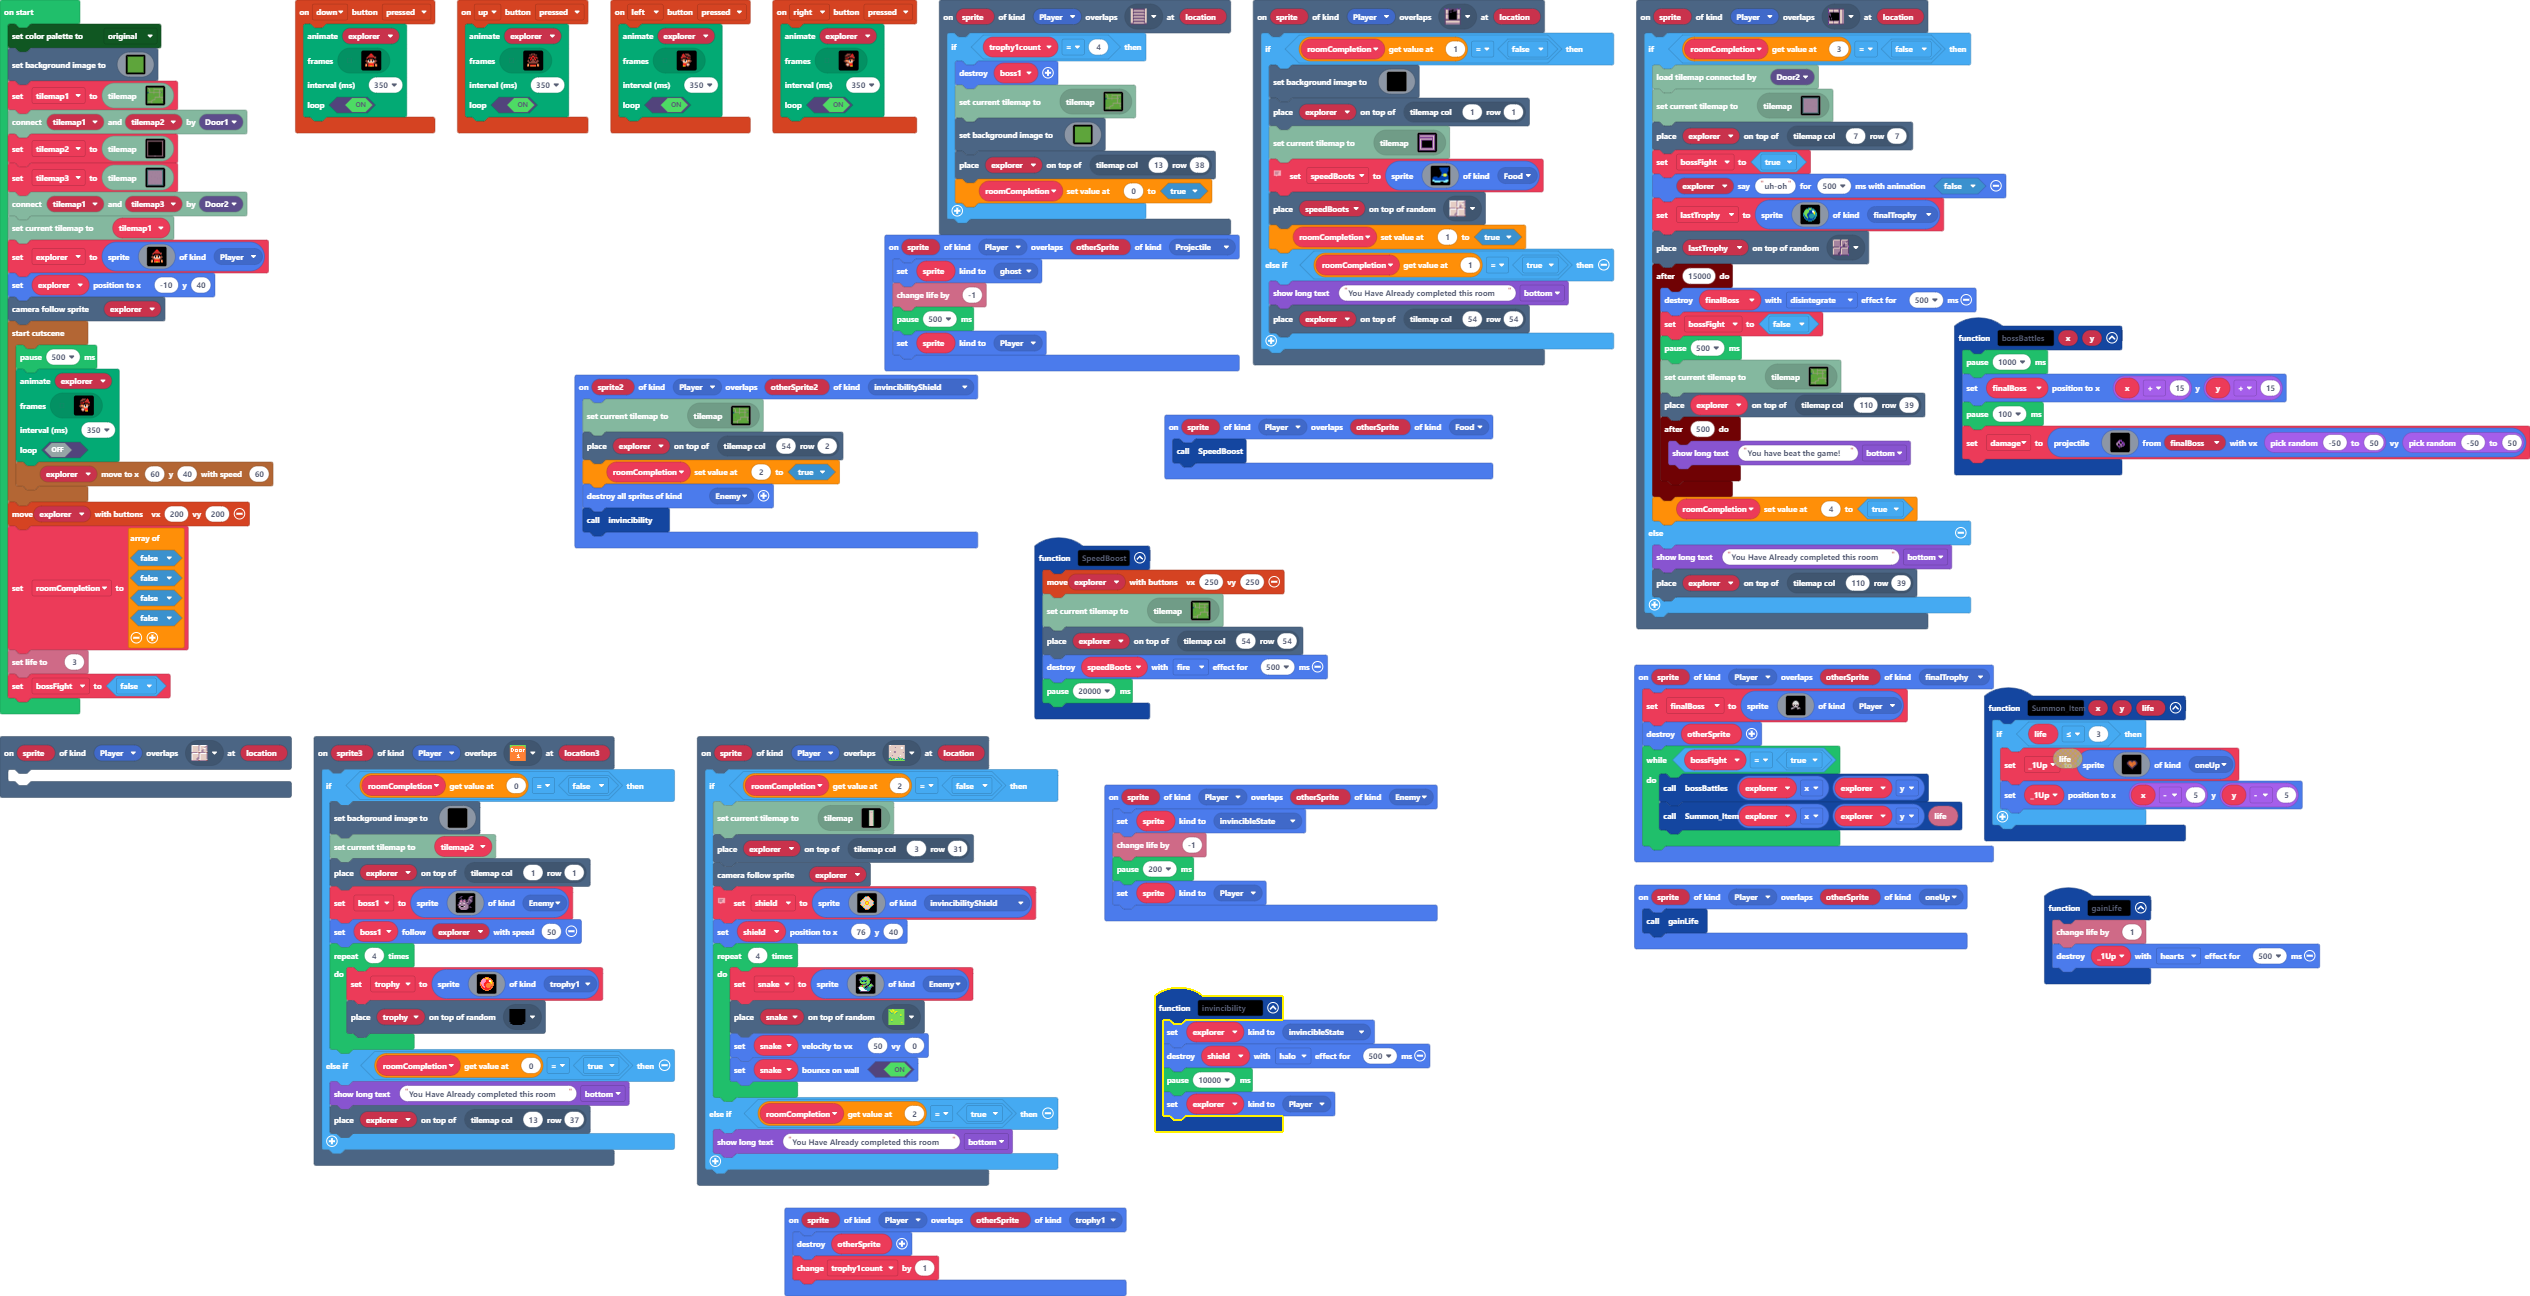 on start
set color palette to original
set background image to
set tilemap1 to tilemap
connect tilemap1 and tilemap2 by Door1
set tilemap2 to tilemap
set tilemap3 to tilemap
connect tilemap1 and tilemap3 by Door2
set current tilemap to tilemap1
set explorer to sprite of kind Player
set explorer position to x -10 y 40
camera follow sprite explorer
start cutscene
pause 500 ms
animate explorer
frames
interval (ms) 350
loop OFF
explorer move to x 60 y 40 with speed 60
move explorer with buttons vx 200 vy 200
set roomCompletion to array of
false
false
false
false
set life to 3
set bossFight to false
on down button pressed
animate explorer
frames
interval (ms) 350
loop ON
on up button pressed
animate explorer
frames
interval (ms) 350
loop ON
on left button pressed
animate explorer
frames
interval (ms) 350
loop ON
on right button pressed
animate explorer
frames
interval (ms) 350
loop ON
on sprite of kind Player overlaps at location
if trophy1count = 4 then
destroy boss1
set current tilemap to tilemap
set background image to
place explorer on top of tilemap col 13 row 38
roomCompletion set value at 0 to true
on sprite of kind Player overlaps otherSprite of kind Projectile
set sprite kind to ghost
change life by -1
pause 500 ms
set sprite kind to Player
on sprite2 of kind Player overlaps otherSprite2 of kind invincibilityShield
set current tilemap to tilemap
place explorer on top of tilemap col 54 row 2
roomCompletion set value at 2 to true
destroy all sprites of kind Enemy
call invincibility
on sprite of kind Player overlaps at location
if roomCompletion get value at 1 = false then
set background image to
place explorer on top of tilemap col 1 row 1
set current tilemap to tilemap
set speedBoots to sprite of kind Food
place speedBoots on top of random
roomCompletion set value at 1 to true
else if roomCompletion get value at 1 = true then
show long text "You Have Already completed this room" bottom
place explorer on top of tilemap col 54 row 54
on sprite of kind Player overlaps otherSprite of kind Food
call SpeedBoost
function SpeedBoost
move explorer with buttons vx 250 vy 250
set current tilemap to tilemap
place explorer on top of tilemap col 54 row 54
destroy speedBoots with fire effect for 500 ms
pause 20000 ms
on sprite of kind Player overlaps at location
if roomCompletion get value at 3 = false then
load tilemap connected by Door2
set current tilemap to tilemap
place explorer on top of tilemap col 7 row 7
set bossFight to true
explorer say "uh-oh" for 500 ms with animation false
set lastTrophy to sprite of kind finalTrophy
place lastTrophy on top of random
after 15000 do
destroy finalBoss with disintegrate effect for 500 ms
set bossFight to false
pause 500 ms
set current tilemap to tilemap
place explorer on top of tilemap col 110 row 39
after 500 do
show long text "You have beat the game!" bottom
roomCompletion set value at 4 to true
else
show long text "You Have Already completed this room" bottom
place explorer on top of tilemap col 110 row 39
function bossBattles x y
pause 1000 ms
set finalBoss position to x x + 15 y y + 15
pause 100 ms
set damage to projectile from finalBoss with vx pick random -50 to 50 vy pick random -50 to 50
on sprite of kind Player overlaps otherSprite of kind finalTrophy
set finalBoss to sprite of kind Player
destroy otherSprite
while bossFight = true
do call bossBattles explorer x explorer y
call Summon_Item explorer x explorer y life
function Summon_Item x y life
if life ≤ 3 then
set _1Up to sprite of kind oneUp
life
set _1Up position to x x - 5 y y - 5
on sprite of kind Player overlaps otherSprite of kind oneUp
call gainLife
function gainLife
change life by 1
destroy _1Up with hearts effect for 500 ms
on sprite of kind Player overlaps at location
on sprite3 of kind Player overlaps Door 1 at location3
if roomCompletion get value at 0 = false then
set background image to
set current tilemap to tilemap2
place explorer on top of tilemap col 1 row 1
set boss1 to sprite of kind Enemy
set boss1 follow explorer with speed 50
repeat 4 times
do set trophy to sprite of kind trophy1
place trophy on top of random
else if roomCompletion get value at 0 = true then
show long text "You Have Already completed this room" bottom
place explorer on top of tilemap col 13 row 37
on sprite of kind Player overlaps at location
if roomCompletion get value at 2 = false then
set current tilemap to tilemap
place explorer on top of tilemap col 3 row 31
camera follow sprite explorer
set shield to sprite of kind invincibilityShield
set shield position to x 76 y 40
repeat 4 times
do set snake to sprite of kind Enemy
place snake on top of random
set snake velocity to vx 50 vy 0
set snake bounce on wall ON
else if roomCompletion get value at 2 = true then
show long text "You Have Already completed this room" bottom
on sprite of kind Player overlaps otherSprite of kind Enemy
set sprite kind to invincibleState
change life by -1
pause 200 ms
set sprite kind to Player
function invincibility
set explorer kind to invincibleState
destroy shield with halo effect for 500 ms
pause 10000 ms
set explorer kind to Player
on sprite of kind Player overlaps otherSprite of kind trophy1
destroy otherSprite
change trophy1count by 1